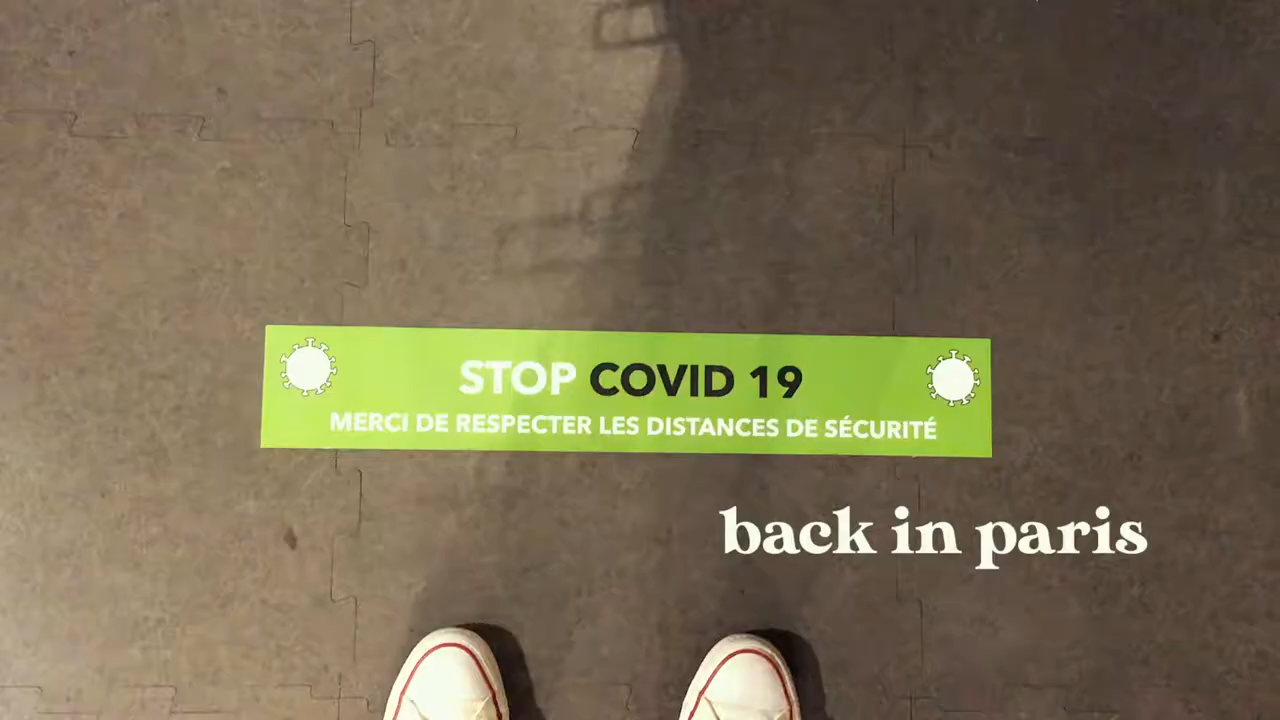 STOP COVID 19
MERCI DE RESPECTER LES DISTANCES DE SÉCURITÉ
back in paris